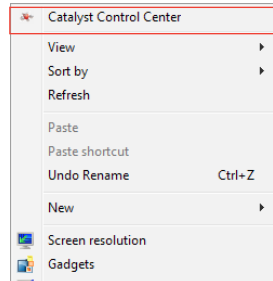 Catalyst Control Center
View
Sort by
Refresh
Paste
Paste shortcut
Undo Rename Ctrl+Z
New
Screen resolution
Gadgets